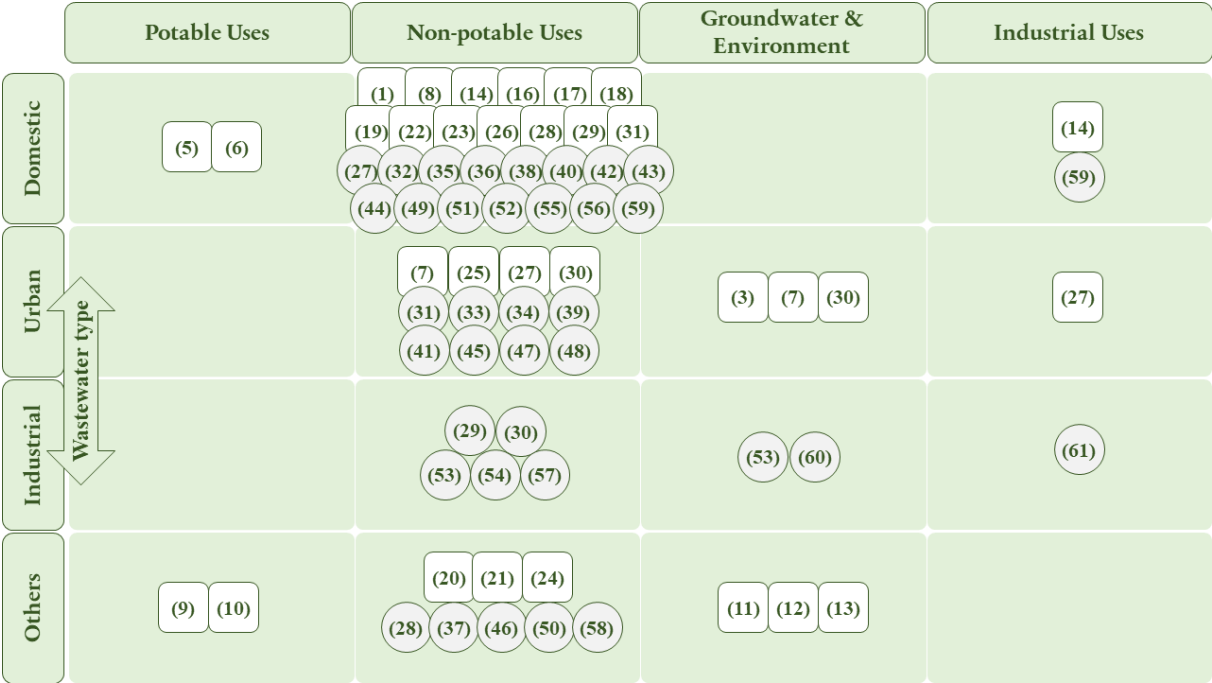 Potable Uses
Non-potable Uses
Groundwater &
Environment
Industrial Uses
Domestic
(5) (6)
(1) (8) (14) (16) (17) (18)
(19) (22) (23) (26) (28) (29) (31)
(27) (32) (35) (36) (38) (40) (42) (43)
(44) (49) (51) (52) (55) (56) (59)
(14)
(59)
Urban
(7) (25) (27) (30)
(31) (33) (34) (39)
(41) (45) (47) (48)
(3) (7) (30)
(27)
Wastewater type
Industrial
(29) (30)
(53) (54) (57)
(53) (60)
(61)
Others
(9) (10)
(20) (21) (24)
(28) (37) (46) (50) (58)
(11) (12) (13)